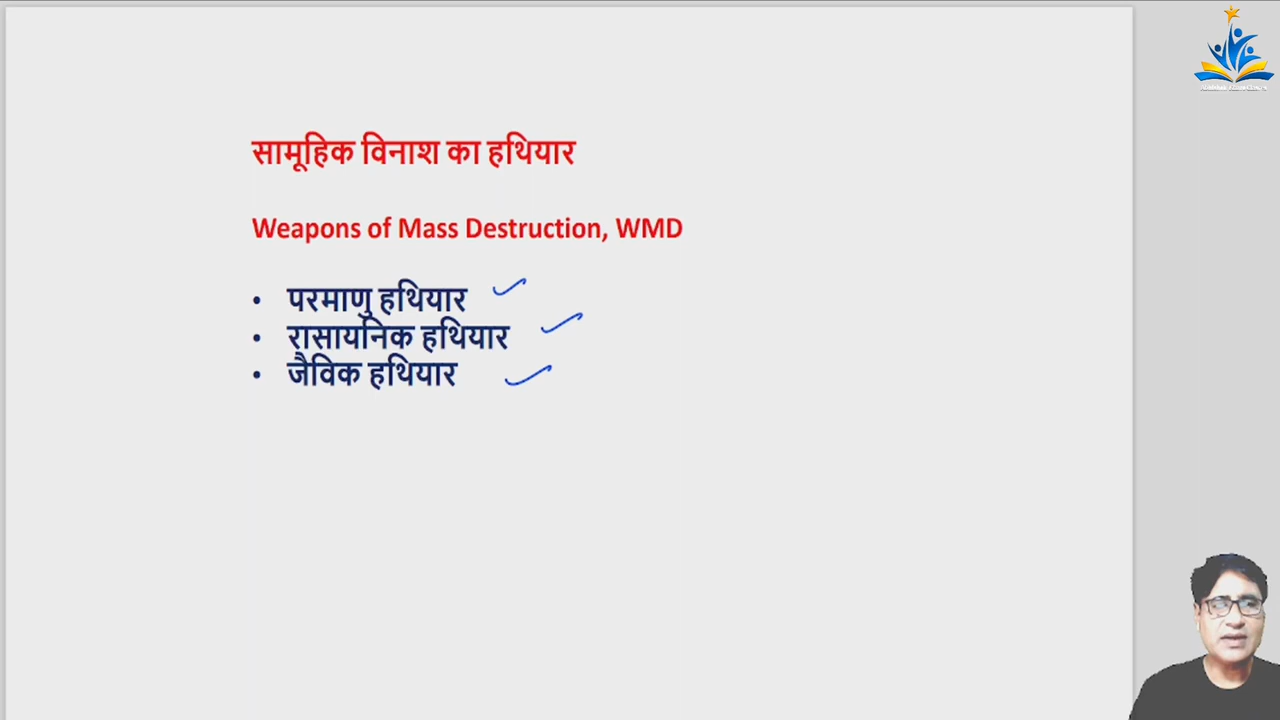 सामूहिक विनाश का हथियार
Weapons of Mass Destruction, WMD
• परमाणु हथियार
• रासायनिक हथियार
• जैविक हथियार